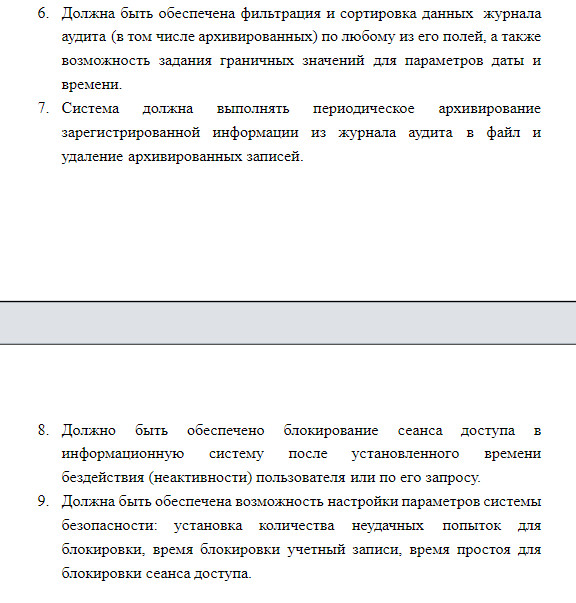 6. Должна быть обеспечена фильтрация и сортировка данных журнала
аудита (в том числе архивированных) по любому из его полей, а также
возможность задания граничных значений для параметров даты и
времени.
7. Система должна выполнять периодическое архивирование
зарегистрированной информации из журнала аудита в файл и
удаление архивированных записей.
8. Должно быть обеспечено блокирование сеанса доступа в
информационную систему после установленного времени
бездействия (неактивности) пользователя или по его запросу.
9. Должна быть обеспечена возможность настройки параметров системы
безопасности: установка количества неудачных попыток для
блокировки, время блокировки учетный записи, время простоя для
блокировки сеанса доступа.